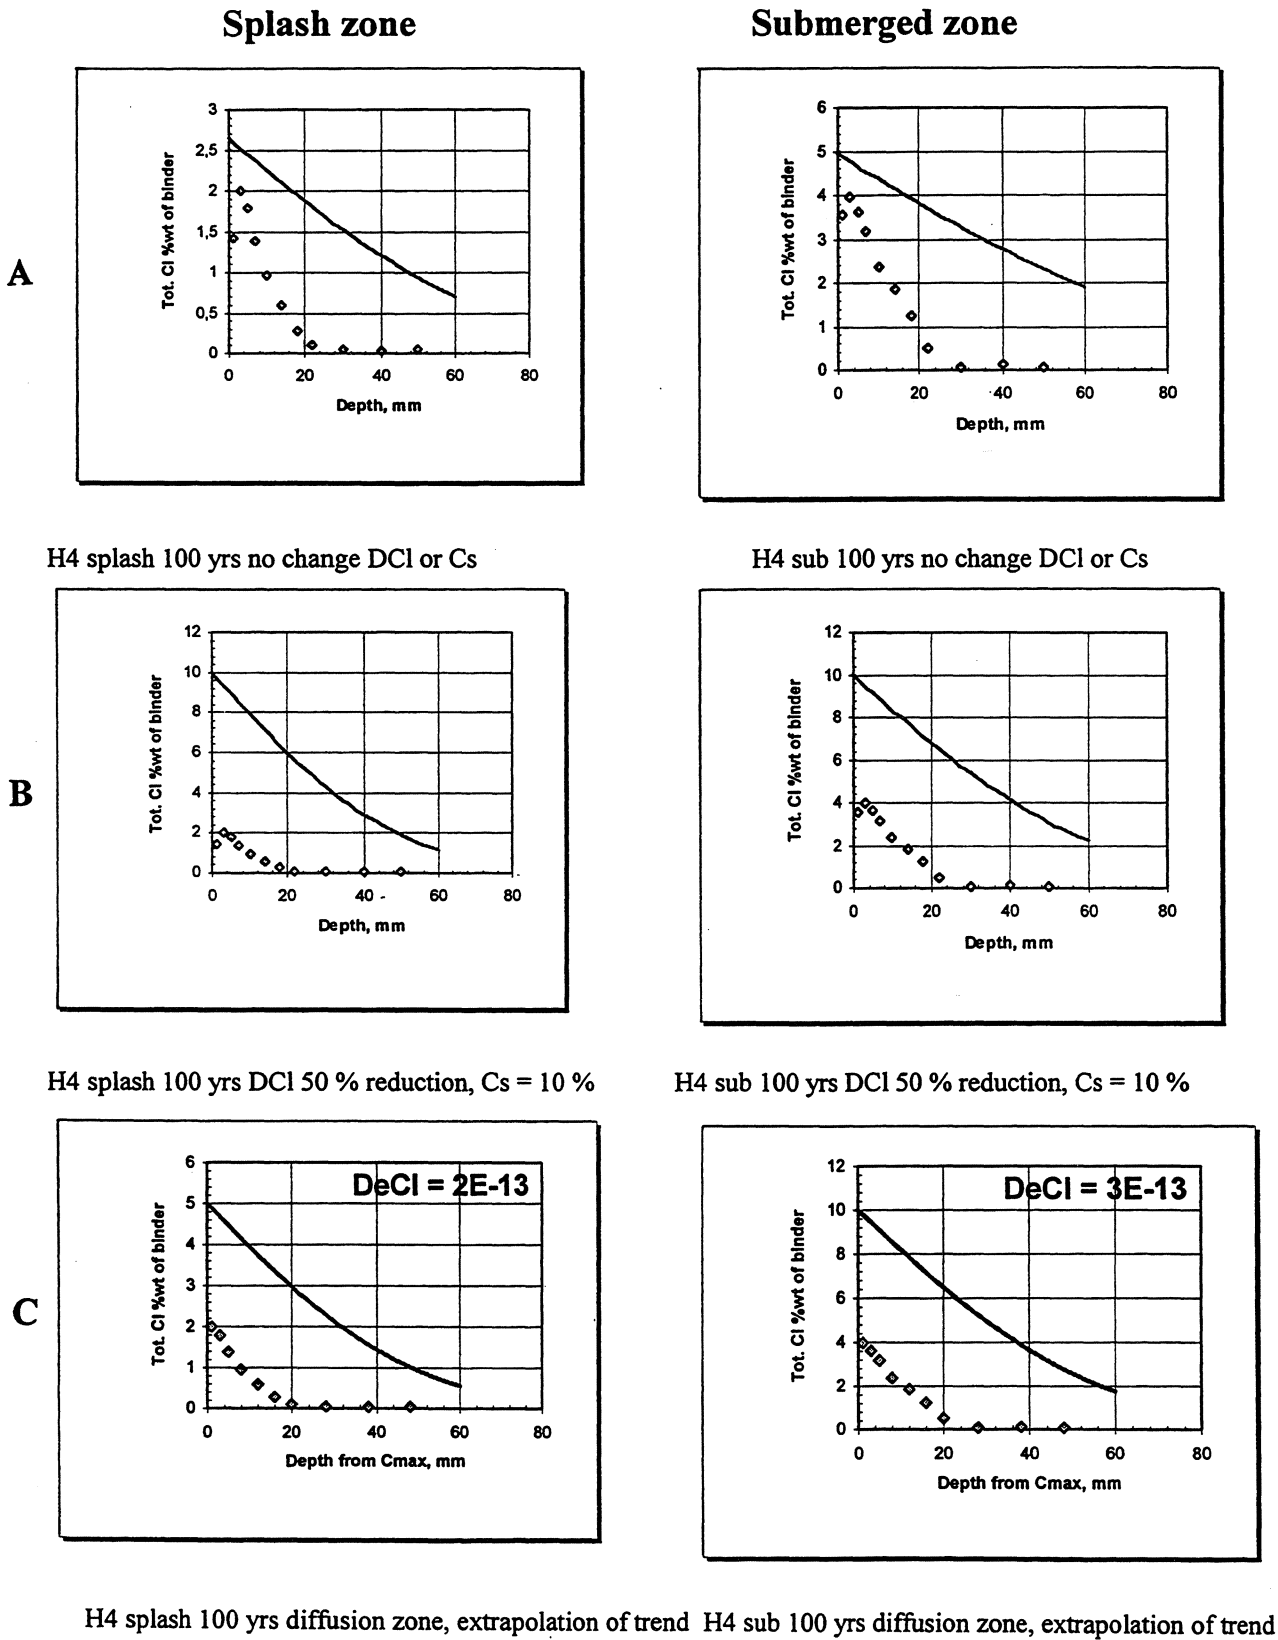 Splash zone
Submerged zone
A
3
2,5
2
1,5
1
0,5
0
0 20 40 60 80
Tot. Cl %wt of binder
Depth, mm
6
5
4
3
2
1
0
0 20 40 60 80
Tot. Cl %wt of binder
Depth, mm
H4 splash 100 yrs no change DCl or Cs
H4 sub 100 yrs no change DCl or Cs
B
12
10
8
6
4
2
0
0 20 40 60 80
Tot. Cl %wt of binder
Depth, mm
12
10
8
6
4
2
0
0 20 40 60 80
Tot. Cl %wt of binder
Depth, mm
H4 splash 100 yrs DCl 50 % reduction, Cs = 10 %
H4 sub 100 yrs DCl 50 % reduction, Cs = 10 %
C
DeCl = 2E-13
6
5
4
3
2
1
0
0 20 40 60 80
Tot. Cl %wt of binder
Depth from Cmax, mm
DeCl = 3E-13
12
10
8
6
4
2
0
0 20 40 60 80
Tot. Cl %wt of binder
Depth from Cmax, mm
H4 splash 100 yrs diffusion zone, extrapolation of trend
H4 sub 100 yrs diffusion zone, extrapolation of trend